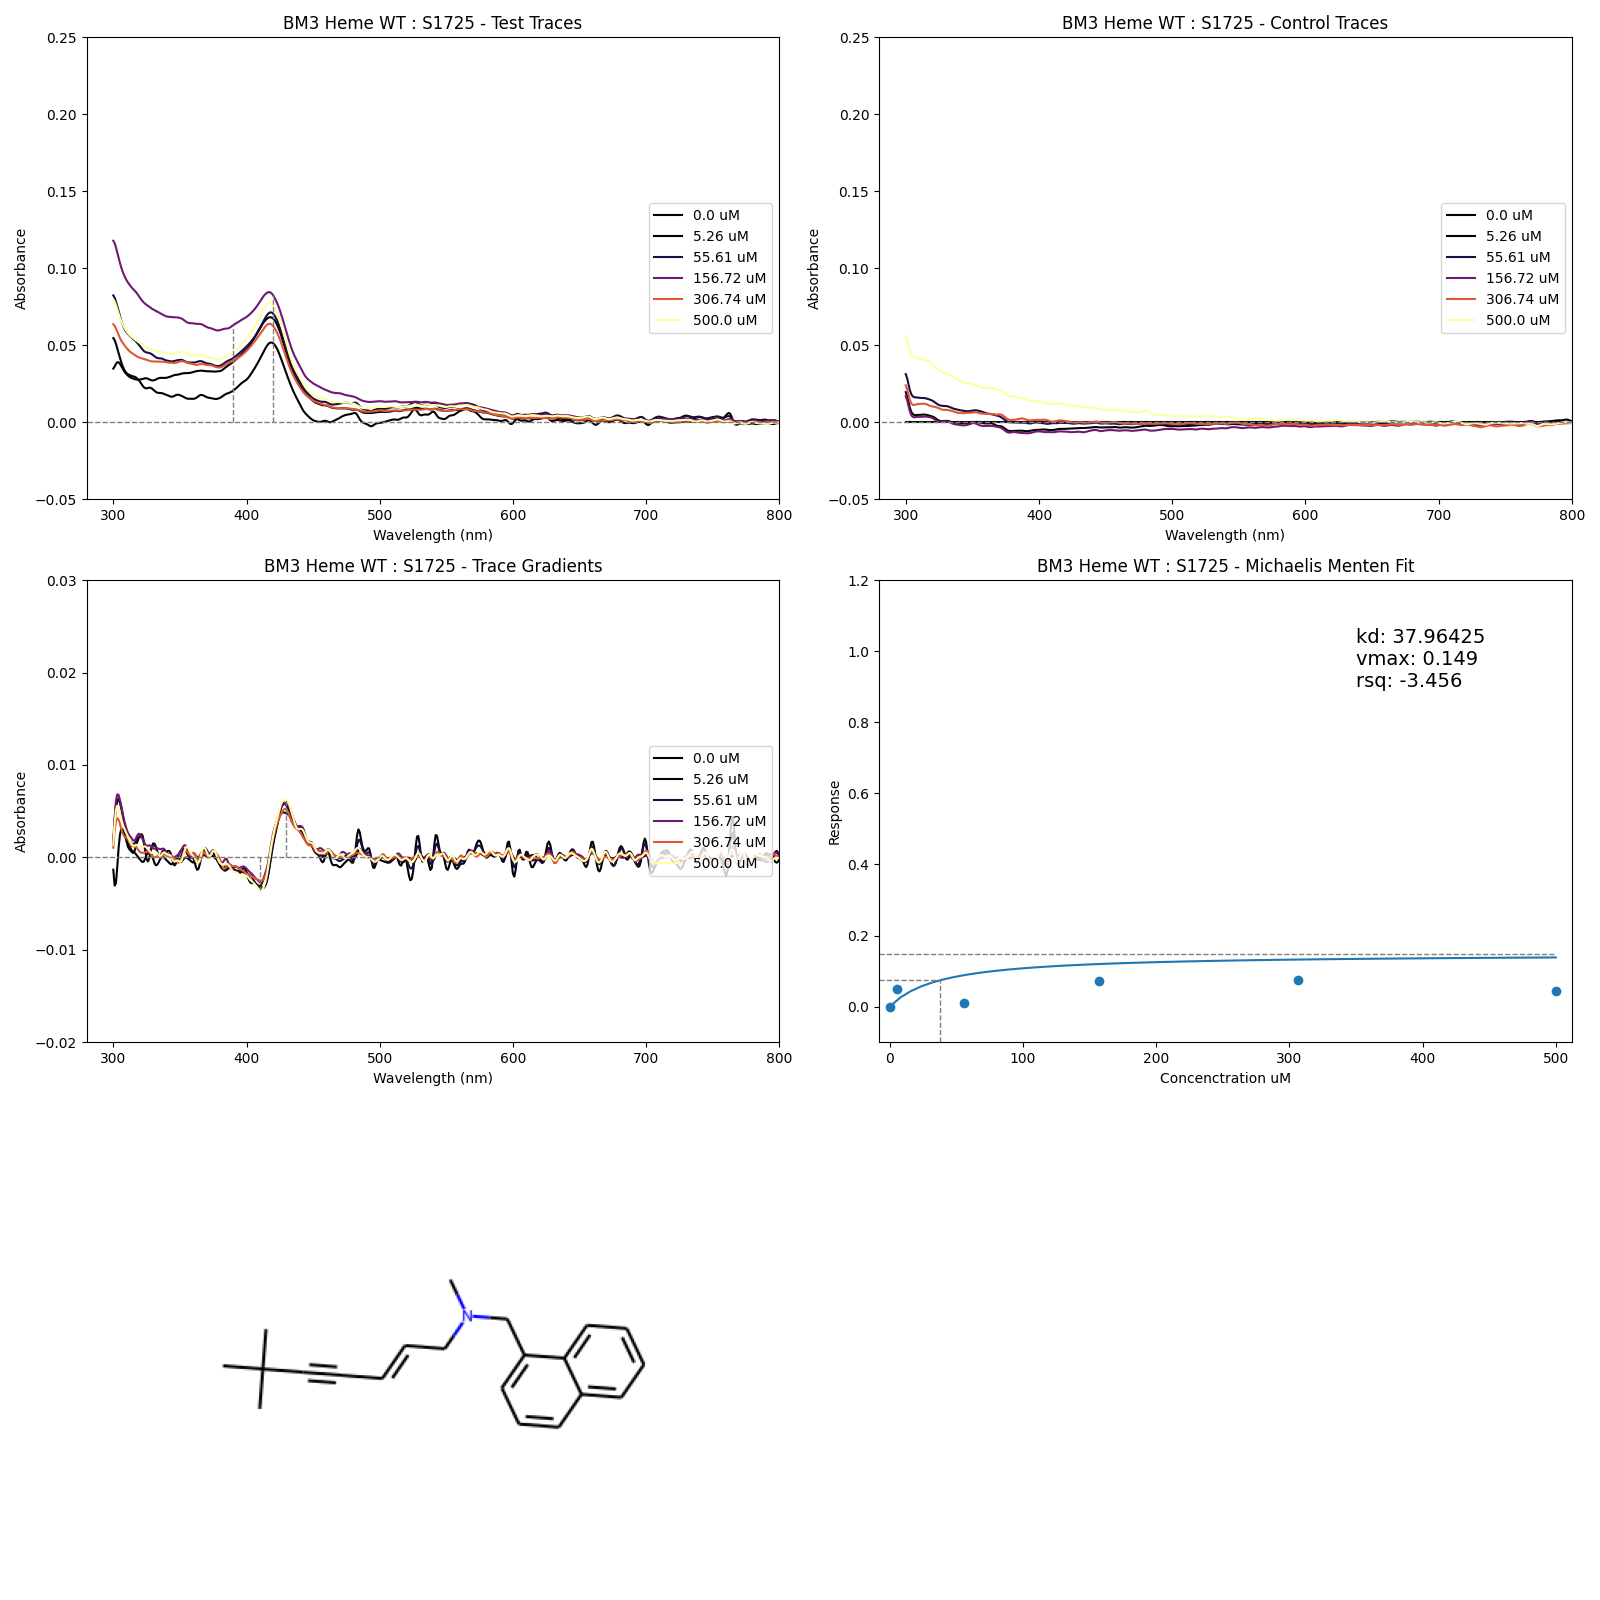 BM3 Heme WT : S1725 - Test Traces
Absorbance
0.25
0.20
0.15
0.10
0.05
0.00
−0.05
300 400 500 600 700 800
Wavelength (nm)
0.0 uM
5.26 uM
55.61 uM
156.72 uM
306.74 uM
500.0 uM
BM3 Heme WT : S1725 - Control Traces
Absorbance
0.25
0.20
0.15
0.10
0.05
0.00
−0.05
300 400 500 600 700 800
Wavelength (nm)
0.0 uM
5.26 uM
55.61 uM
156.72 uM
306.74 uM
500.0 uM
BM3 Heme WT : S1725 - Trace Gradients
Absorbance
0.03
0.02
0.01
0.00
−0.01
−0.02
300 400 500 600 700 800
Wavelength (nm)
0.0 uM
5.26 uM
55.61 uM
156.72 uM
306.74 uM
500.0 uM
BM3 Heme WT : S1725 - Michaelis Menten Fit
Response
1.2
1.0
0.8
0.6
0.4
0.2
0.0
0 100 200 300 400 500
Concenctration uM
kd: 37.96425
vmax: 0.149
rsq: -3.456
N